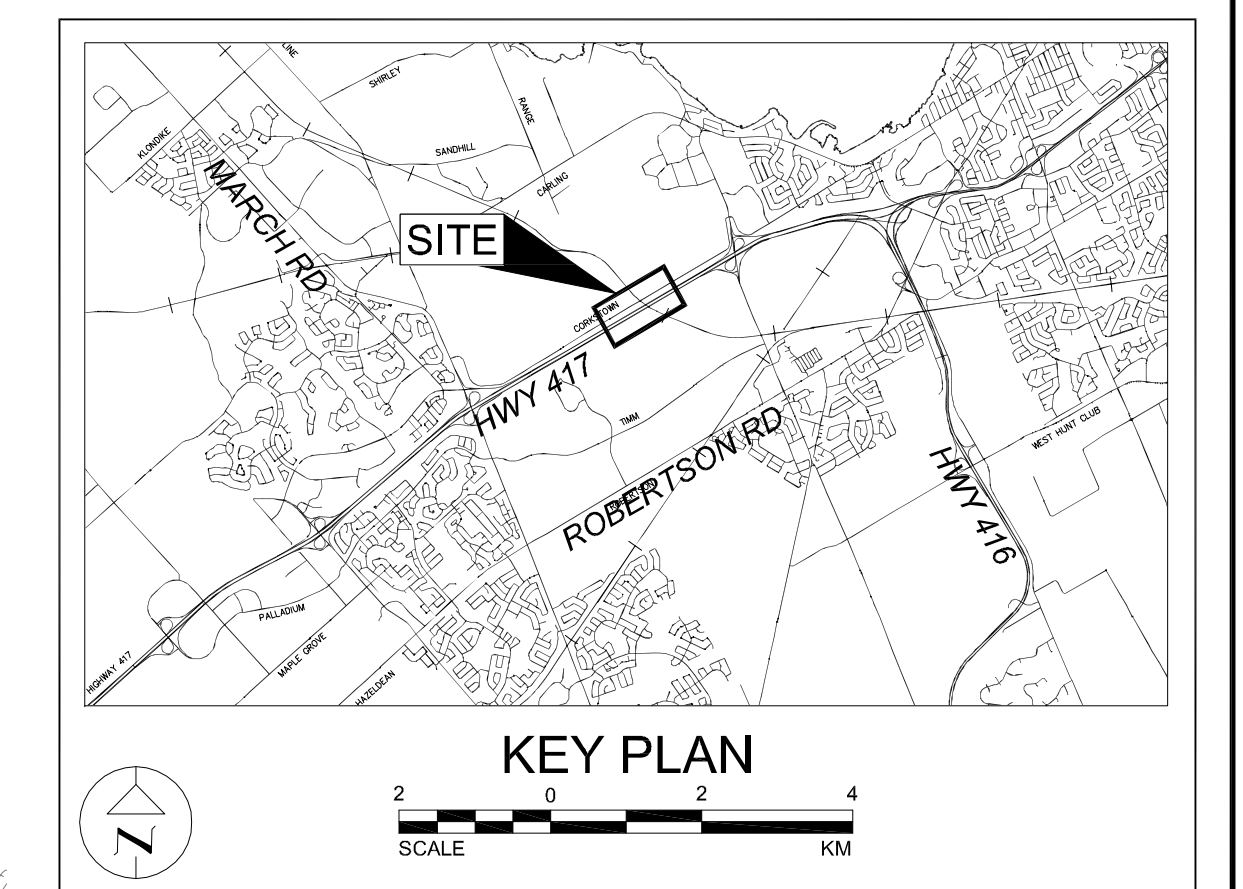 LINE
SHIRLEY
RANGE
KLONDIKE
SANDHILL
CARLING
MARCH RD
SITE
CORKSTOWN
HWY 417
TIMM
ROBERTSON RD
ROBERTSON
WEST HUNT CLUB
HWY 416
PALLADIUM
MAPLE GROVE
HIGHWAY 417
HAZELDEAN
KEY PLAN
2 0 2 4
SCALE KM
N